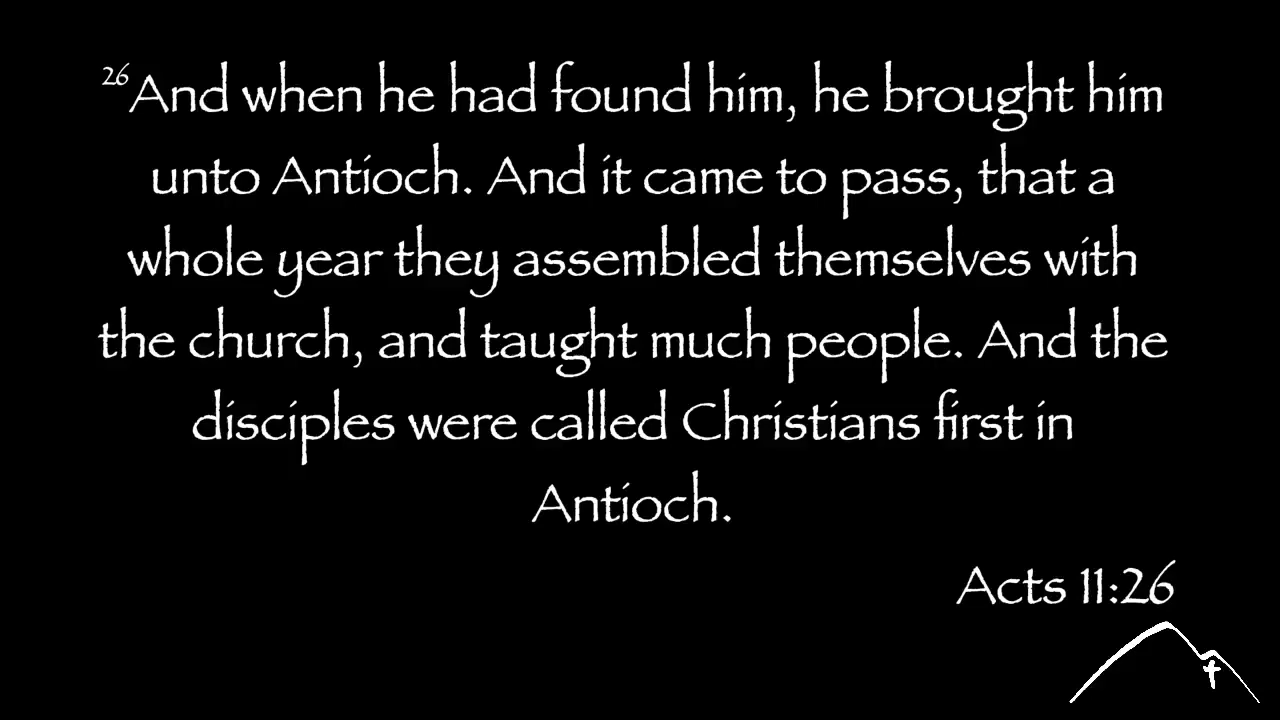 26And when he had found him, he brought him
unto Antioch. And it came to pass, that a
whole year they assembled themselves with
the church, and taught much people. And the
disciples were called Christians first in
Antioch.
Acts 11:26